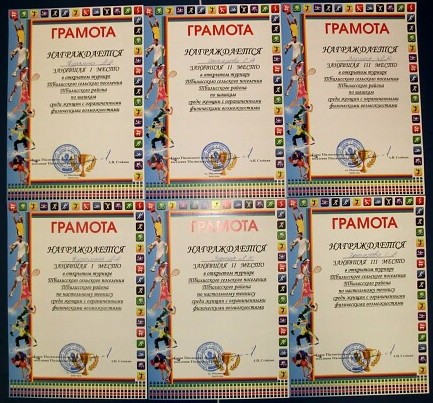 ГРАМОТА
НАГРАЖДАЕТСЯ
ЗАНЯВШАЯ I МЕСТО
в открытом турнире
Тбилисского сельского поселения
Тбилисского района
по шашкам
среди женщин с ограниченными
физическими возможностями
ГРАМОТА
НАГРАЖДАЕТСЯ
ЗАНЯВШАЯ II МЕСТО
в открытом турнире
Тбилисского сельского поселения
Тбилисского района
по шашкам
среди женщин с ограниченными
физическими возможностями
ГРАМОТА
НАГРАЖДАЕТСЯ
ЗАНЯВШАЯ III МЕСТО
в открытом турнире
Тбилисского сельского поселения
Тбилисского района
по шашкам
среди женщин с ограниченными
физическими возможностями
ГРАМОТА
НАГРАЖДАЕТСЯ
ЗАНЯВШАЯ I МЕСТО
в открытом турнире
Тбилисского сельского поселения
Тбилисского района
по настольному теннису
среди женщин с ограниченными
физическими возможностями
ГРАМОТА
НАГРАЖДАЕТСЯ
ЗАНЯВШАЯ II МЕСТО
в открытом турнире
Тбилисского сельского поселения
Тбилисского района
по настольному теннису
среди женщин с ограниченными
физическими возможностями
ГРАМОТА
НАГРАЖДАЕТСЯ
ЗАНЯВШАЯ III МЕСТО
в открытом турнире
Тбилисского сельского поселения
Тбилисского района
по настольному теннису
среди женщин с ограниченными
физическими возможностями